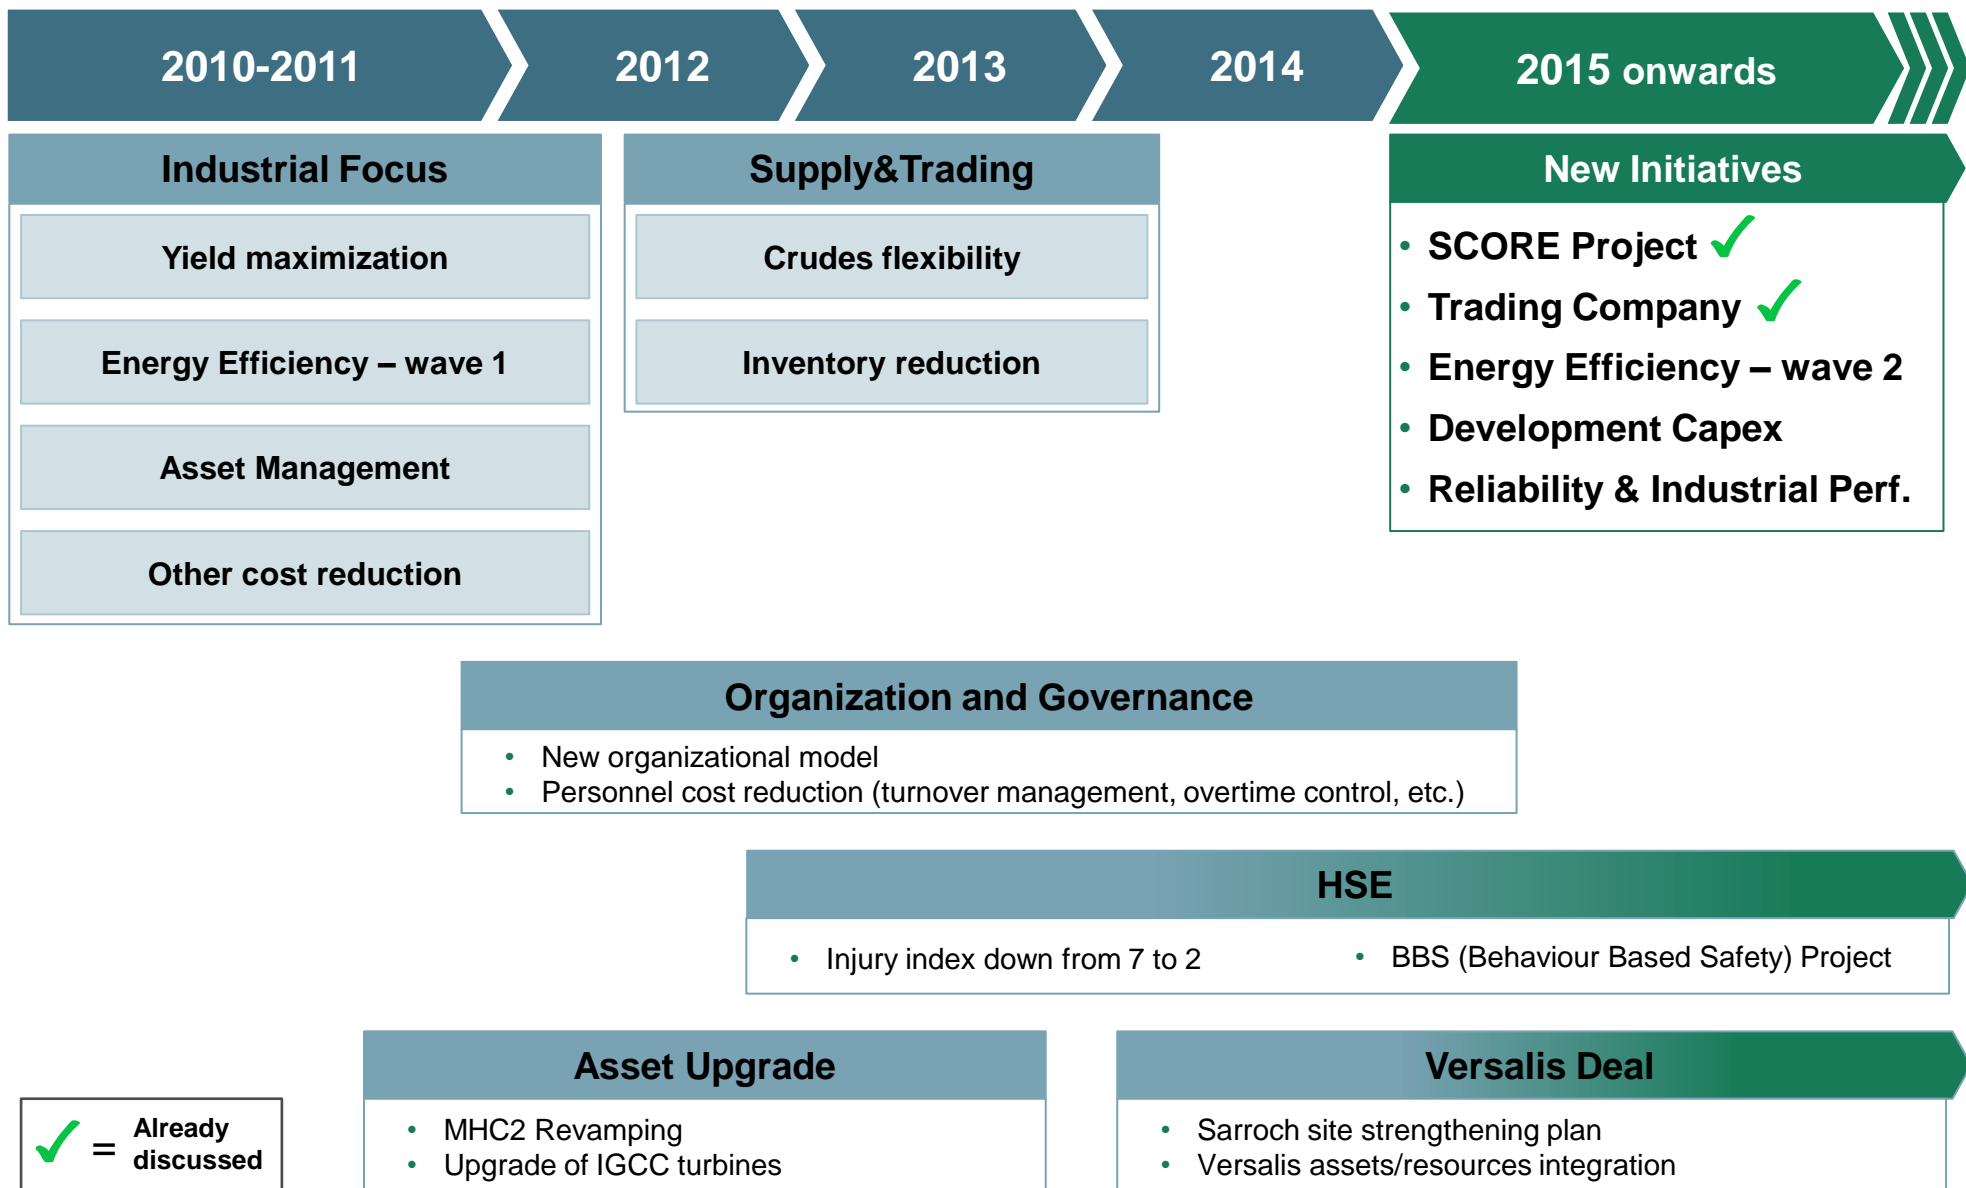 2010-2011
2012
2013
2014
2015 onwards
Industrial Focus
Yield maximization
Energy Efficiency – wave 1
Asset Management
Other cost reduction
Supply&Trading
Crudes flexibility
Inventory reduction
New Initiatives
• SCORE Project ✓
• Trading Company ✓
• Energy Efficiency – wave 2
• Development Capex
• Reliability & Industrial Perf.
Organization and Governance
• New organizational model
• Personnel cost reduction (turnover management, overtime control, etc.)
HSE
• Injury index down from 7 to 2
• BBS (Behaviour Based Safety) Project
Asset Upgrade
• MHC2 Revamping
• Upgrade of IGCC turbines
Versalis Deal
• Sarroch site strengthening plan
• Versalis assets/resources integration
✓ = Already
discussed